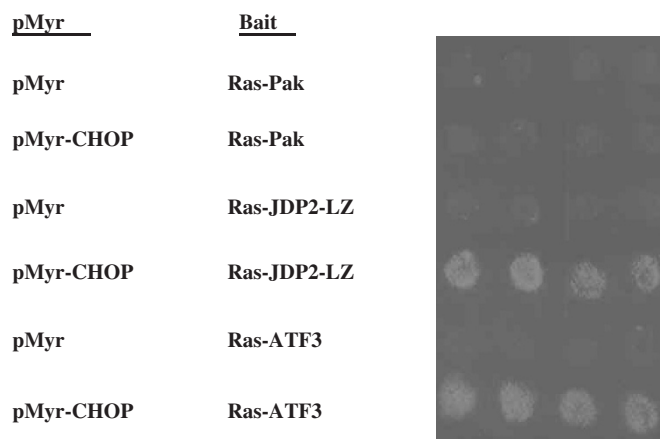 pMyr Bait
pMyr Ras-Pak
pMyr-CHOP Ras-Pak
pMyr Ras-JDP2-LZ
pMyr-CHOP Ras-JDP2-LZ
pMyr Ras-ATF3
pMyr-CHOP Ras-ATF3